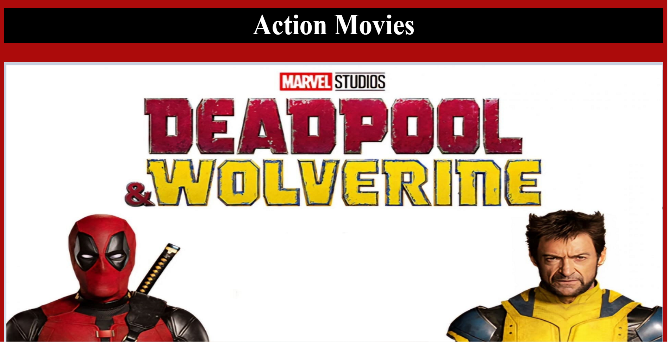 Action Movies
MARVEL STUDIOS
DEADPOOL
& WOLVERINE